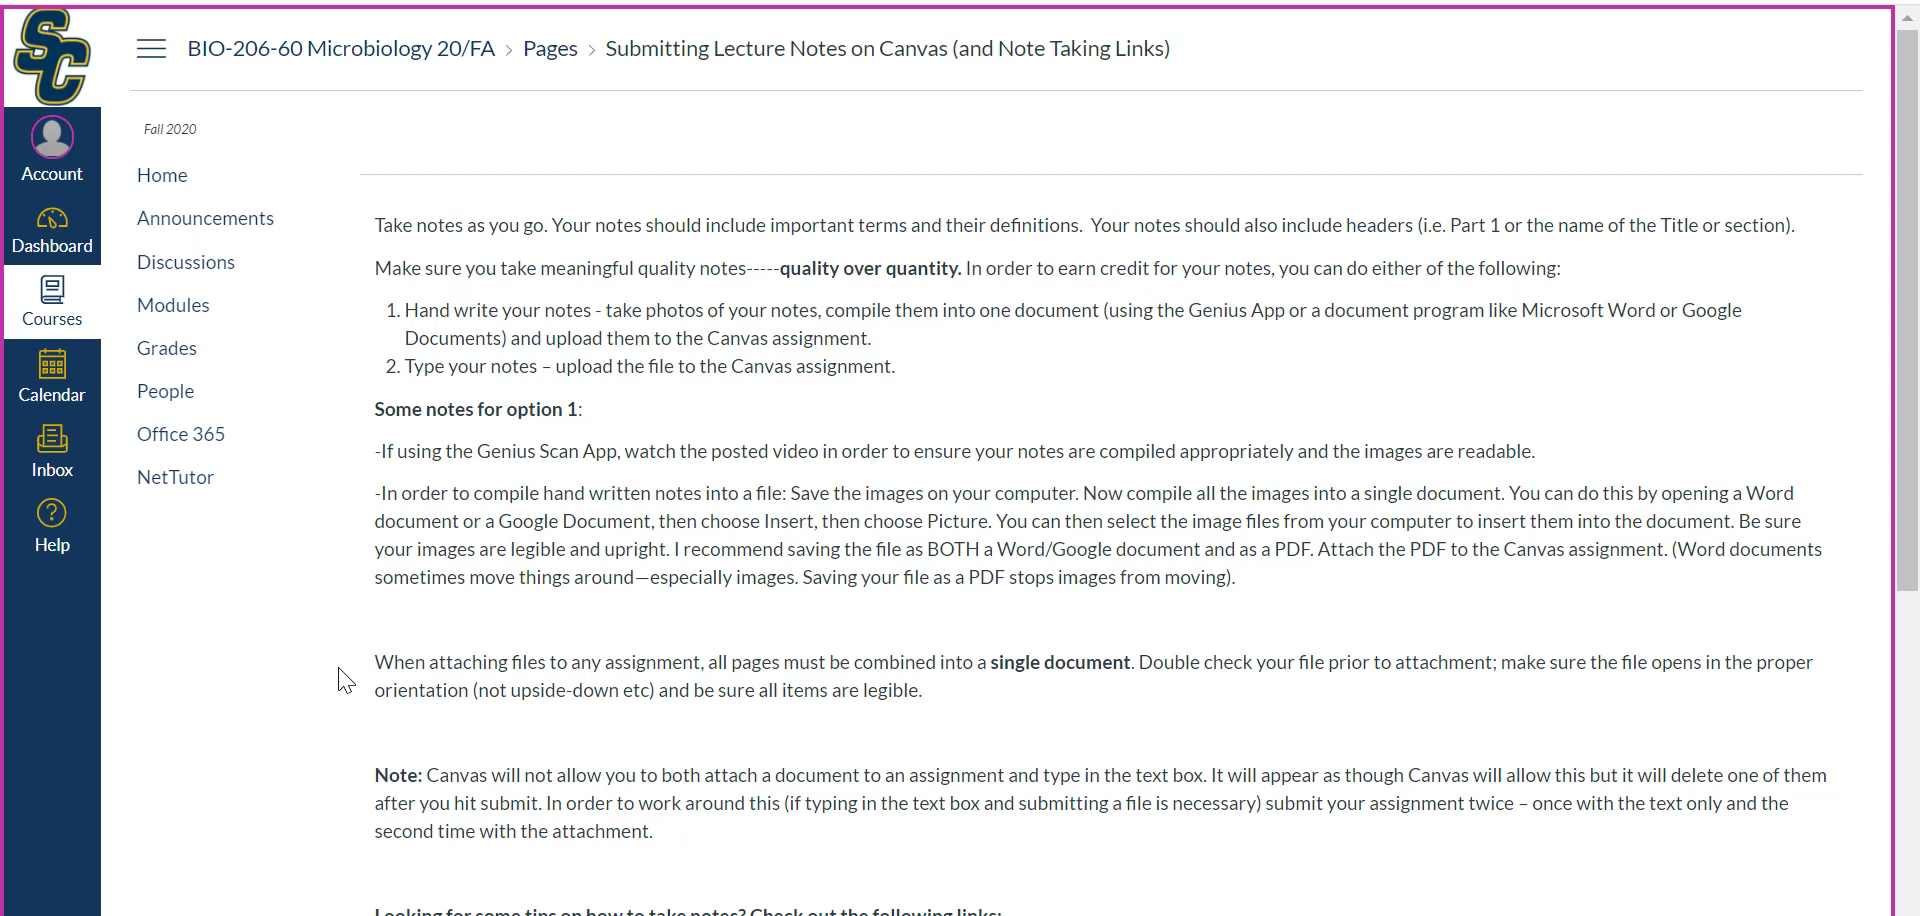 SC
BIO-206-60 Microbiology 20/FA > Pages > Submitting Lecture Notes on Canvas (and Note Taking Links)
Account
Dashboard
Courses
Calendar
Inbox
Help
Fall 2020
Home
Announcements
Discussions
Modules
Grades
People
Office 365
NetTutor
Take notes as you go. Your notes should include important terms and their definitions.  Your notes should also include headers (i.e. Part 1 or the name of the Title or section).
Make sure you take meaningful quality notes-----quality over quantity. In order to earn credit for your notes, you can do either of the following:
1. Hand write your notes - take photos of your notes, compile them into one document (using the Genius App or a document program like Microsoft Word or Google
Documents) and upload them to the Canvas assignment.
2. Type your notes – upload the file to the Canvas assignment.
Some notes for option 1:
-If using the Genius Scan App, watch the posted video in order to ensure your notes are compiled appropriately and the images are readable.
-In order to compile hand written notes into a file: Save the images on your computer. Now compile all the images into a single document. You can do this by opening a Word
document or a Google Document, then choose Insert, then choose Picture. You can then select the image files from your computer to insert them into the document. Be sure
your images are legible and upright. I recommend saving the file as BOTH a Word/Google document and as a PDF. Attach the PDF to the Canvas assignment. (Word documents
sometimes move things around—especially images. Saving your file as a PDF stops images from moving).
When attaching files to any assignment, all pages must be combined into a single document. Double check your file prior to attachment; make sure the file opens in the proper
orientation (not upside-down etc) and be sure all items are legible.
Note: Canvas will not allow you to both attach a document to an assignment and type in the text box. It will appear as though Canvas will allow this but it will delete one of them
after you hit submit. In order to work around this (if typing in the text box and submitting a file is necessary) submit your assignment twice – once with the text only and the
second time with the attachment.
Looking for some tips on how to take notes? Check out the following links: